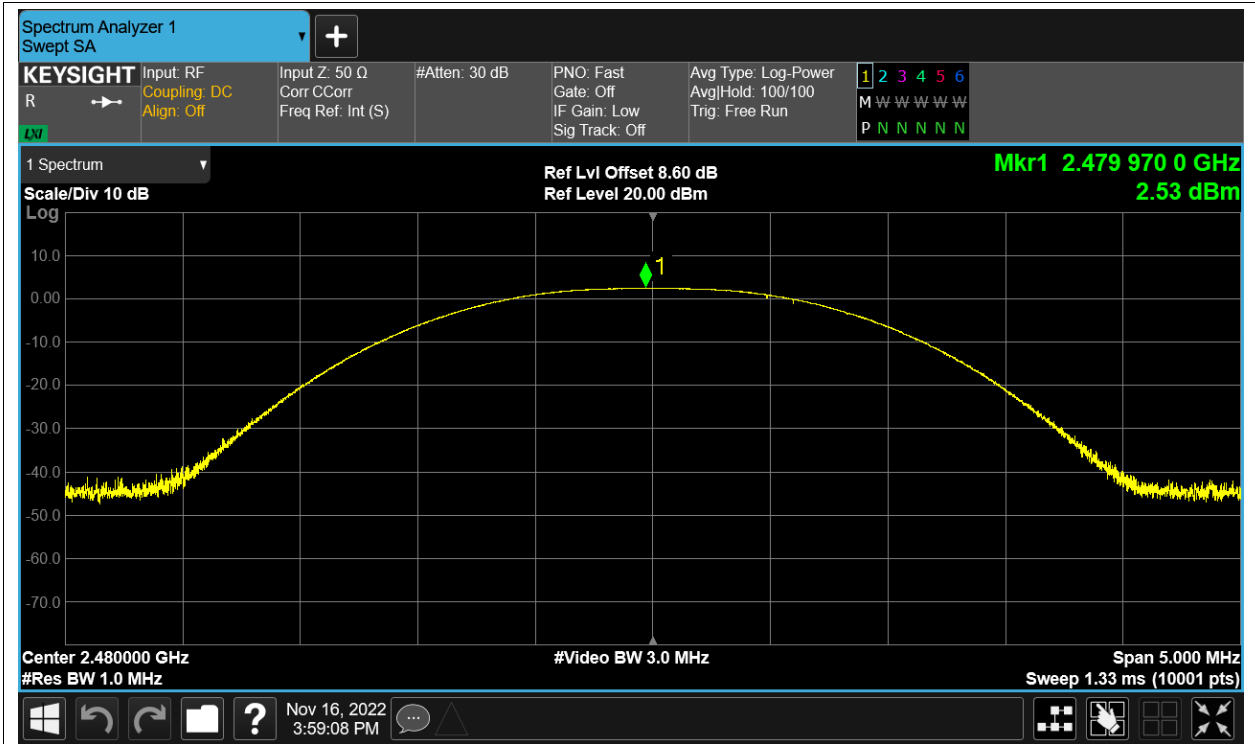 Spectrum Analyzer 1
Swept SA
KEYSIGHT
R
LXI
Input: RF
Coupling: DC
Align: Off
Input Z: 50 Ω
Corr CCorr
Freq Ref: Int (S)
#Atten: 30 dB
PNO: Fast
Gate: Off
IF Gain: Low
Sig Track: Off
Avg Type: Log-Power
Avg|Hold: 100/100
Trig: Free Run
1 2 3 4 5 6
M W W W W W
P N N N N N
1 Spectrum
Scale/Div 10 dB
Log
Ref Lvl Offset 8.60 dB
Ref Level 20.00 dBm
Mkr1 2.479 970 0 GHz
2.53 dBm
1
10.0
0.00
-10.0
-20.0
-30.0
-40.0
-50.0
-60.0
-70.0
Center 2.480000 GHz
#Res BW 1.0 MHz
#Video BW 3.0 MHz
Span 5.000 MHz
Sweep 1.33 ms (10001 pts)
?
Nov 16, 2022
3:59:08 PM